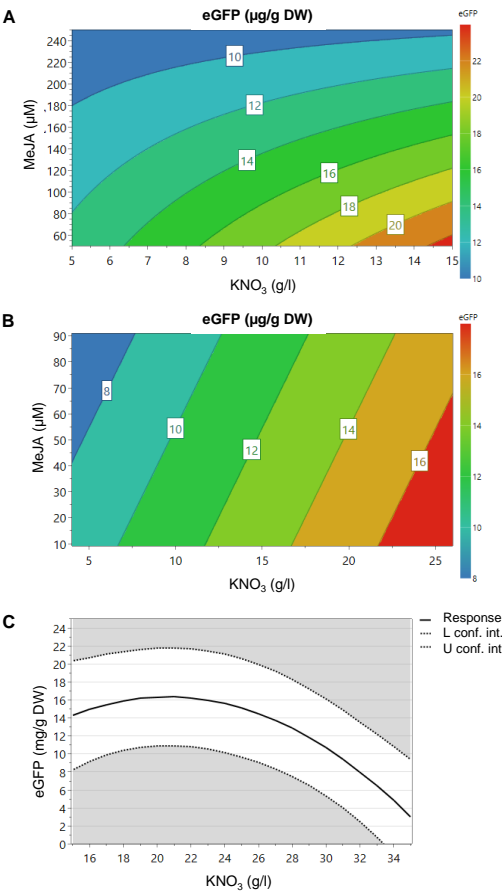 A
eGFP (µg/g DW)
eGFP
MeJA (µM)
240
220
,200
,180
160
140
120
100
80
60
10
12
14
16
18
20
22
20
18
16
14
12
10
5 6 7 8 9 10 11 12 13 14 15
KNO3 (g/l)
B
eGFP (µg/g DW)
eGFP
MeJA (µM)
90
80
70
60
50
40
30
20
10
8
10
12
14
16
16
14
12
10
8
5 10 15 20 25
KNO3 (g/l)
C
Response
L conf. int.
U conf. int
eGFP (mg/g DW)
24
22
20
18
16
14
12
10
8
6
4
2
0
16 18 20 22 24 26 28 30 32 34
KNO3 (g/l)